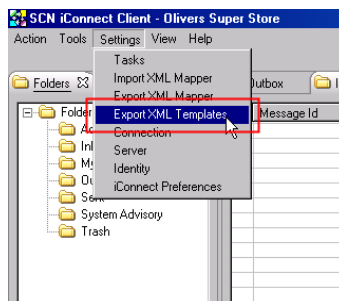 SCN iConnect Client - Olivers Super Store
Action Tools Settings View Help
Tasks
Import XML Mapper
Export XML Mapper
Export XML Templates
Connection
Server
Identity
iConnect Preferences
Folders
Outbox
Message Id
Folder
System Advisory
Trash